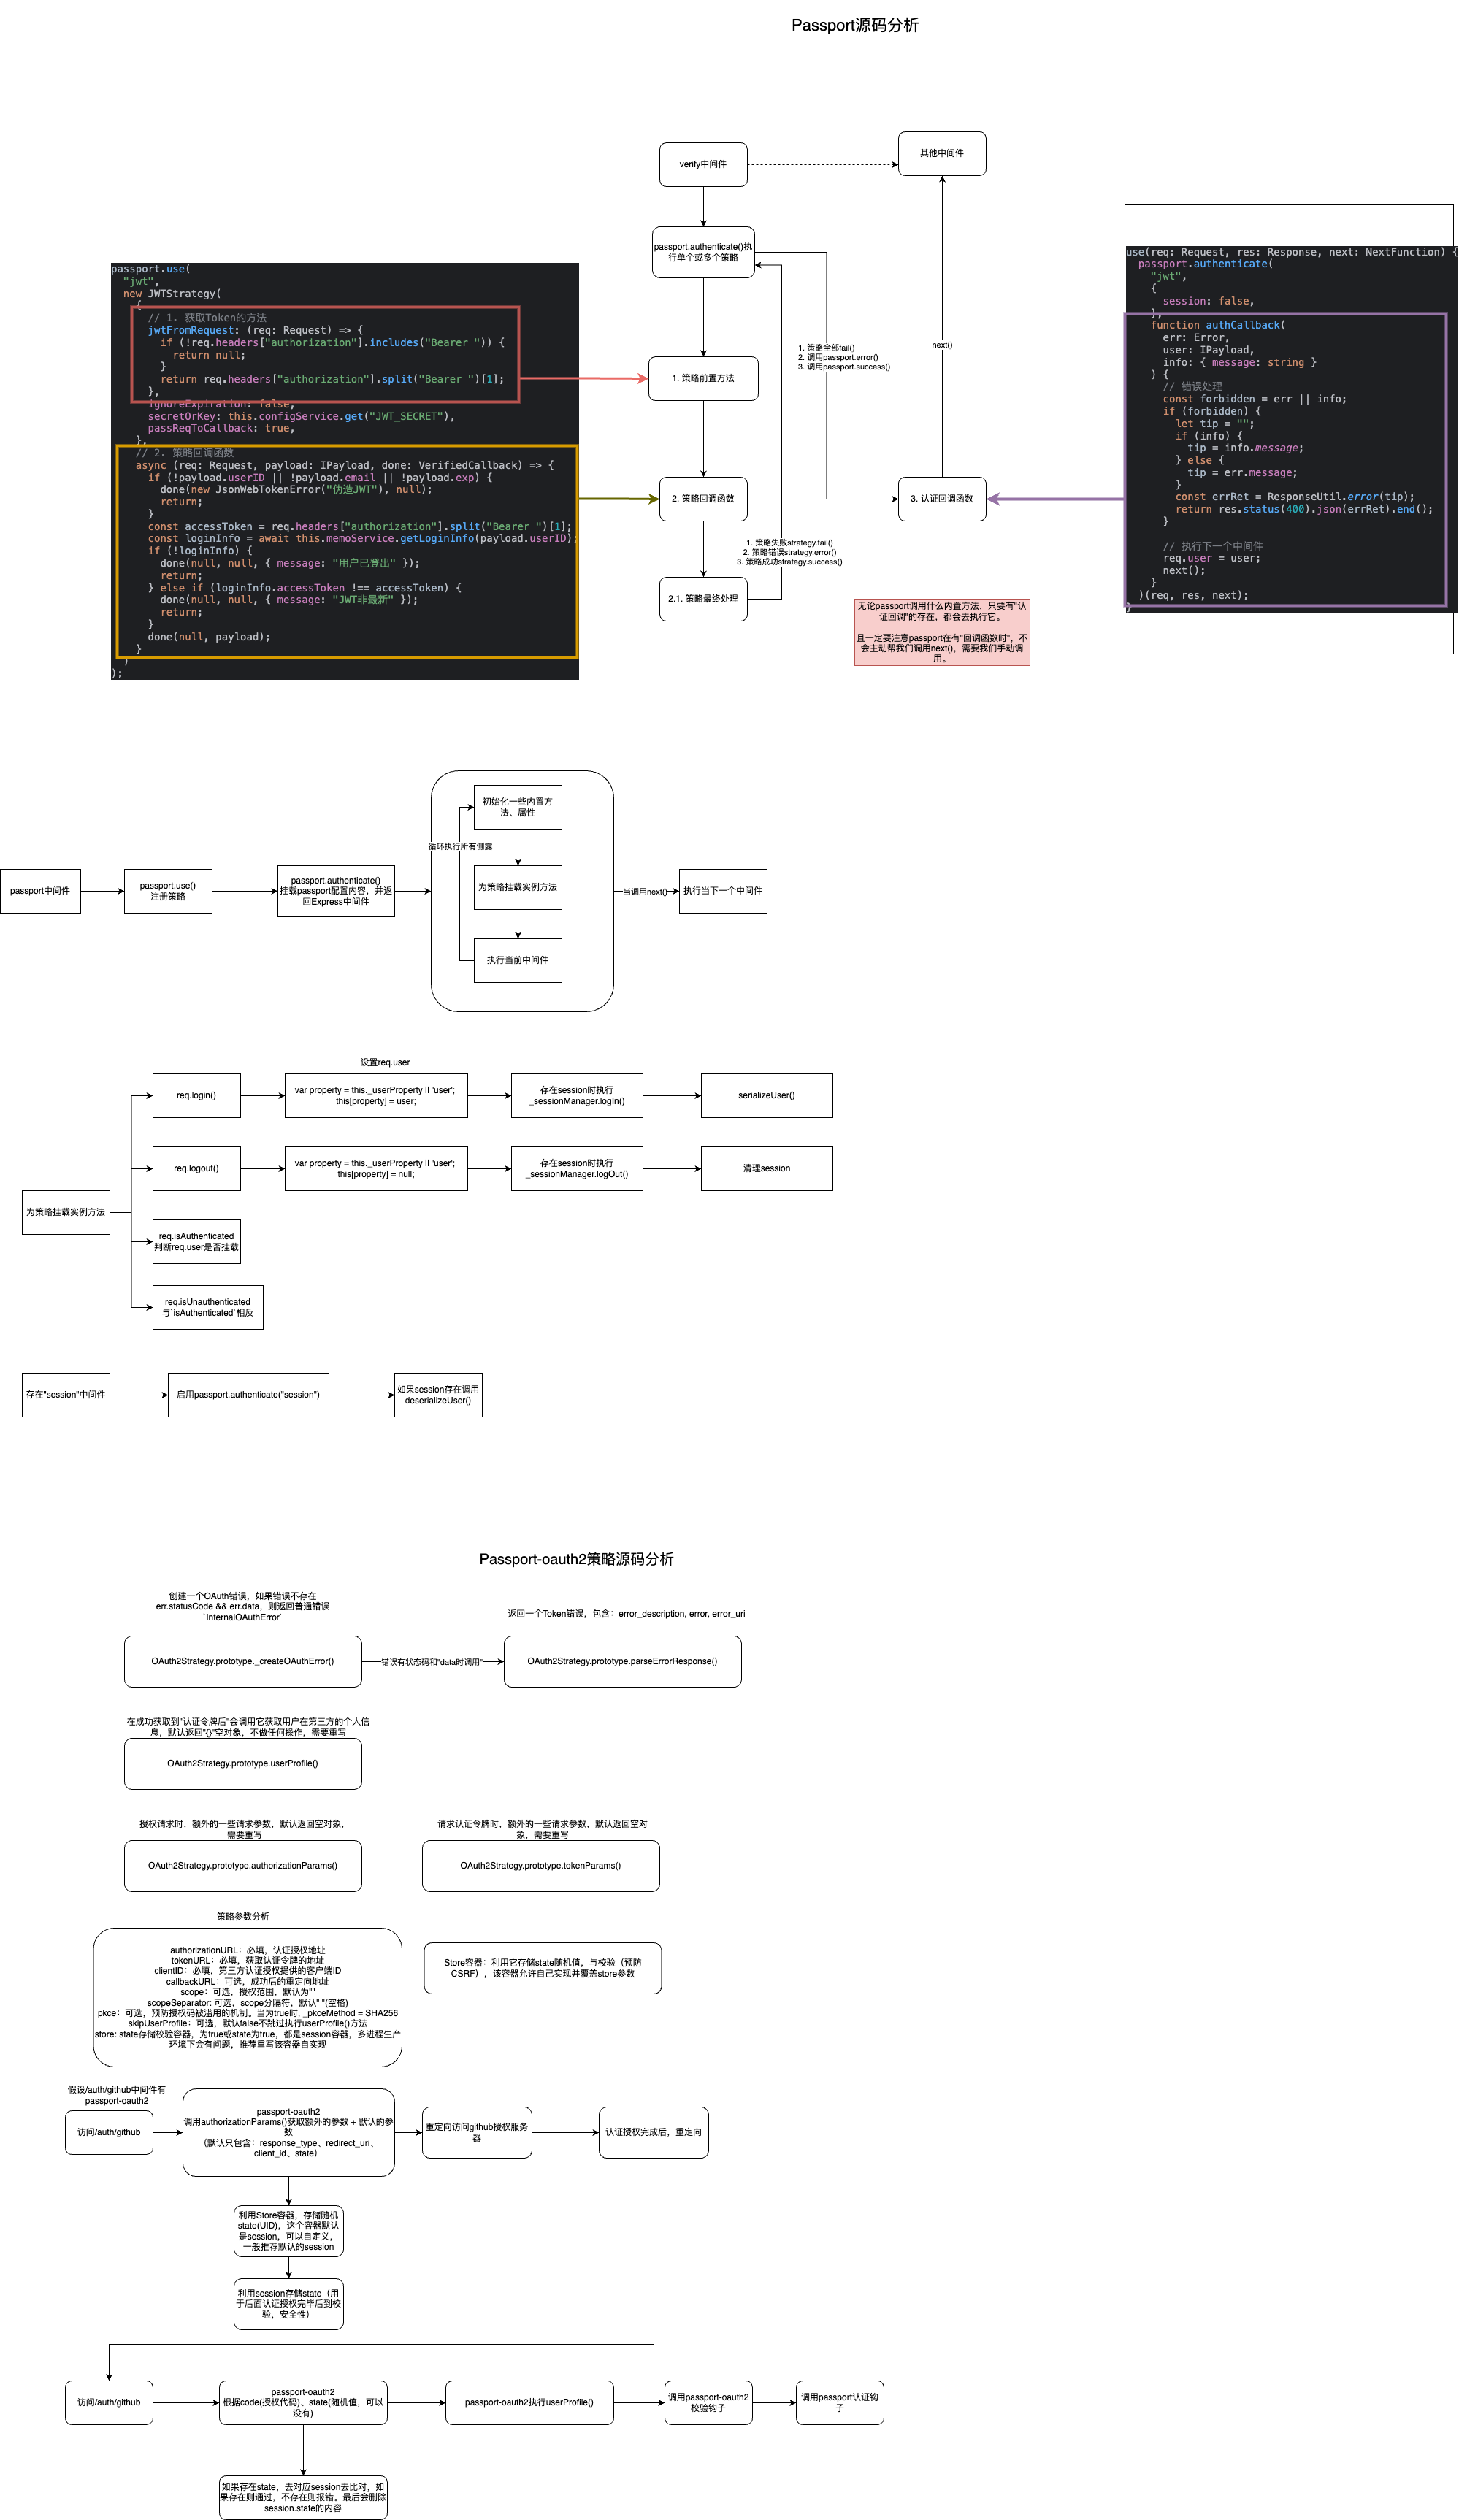 Passport源码分析
verify中间件
其他中间件
passport.authenticate()执
行单个或多个策略
1. 策略全部fail()
2. 调用passport.error()
3. 调用passport.success()
next()
1. 策略前置方法
2. 策略回调函数
3. 认证回调函数
1. 策略失败strategy.fail()
2. 策略错误strategy.error()
3. 策略成功strategy.success()
2.1. 策略最终处理
无论passport调用什么内置方法，只要有"认
证回调"的存在，都会去执行它。
且一定要注意passport在有"回调函数时"，不
会主动帮我们调用next()，需要我们手动调
用。
passport.use(
"jwt",
new JWTStrategy(
{
// 1. 获取Token的方法
jwtFromRequest: (req: Request) => {
if (!req.headers["authorization"].includes("Bearer ")) {
return null;
}
return req.headers["authorization"].split("Bearer ")[1];
},
ignoreExpiration: false,
secretOrKey: this.configService.get("JWT_SECRET"),
passReqToCallback: true,
},
// 2. 策略回调函数
async (req: Request, payload: IPayload, done: VerifiedCallback) => {
if (!payload.userID || !payload.email || !payload.exp) {
done(new JsonWebTokenError("伪造JWT"), null);
return;
}
const accessToken = req.headers["authorization"].split("Bearer ")[1];
const loginInfo = await this.memoService.getLoginInfo(payload.userID);
if (!loginInfo) {
done(null, null, { message: "用户已登出" });
return;
} else if (loginInfo.accessToken !== accessToken) {
done(null, null, { message: "JWT非最新" });
return;
}
done(null, payload);
}
)
);
use(req: Request, res: Response, next: NextFunction) {
passport.authenticate(
"jwt",
{
session: false,
},
function authCallback(
err: Error,
user: IPayload,
info: { message: string }
) {
// 错误处理
const forbidden = err || info;
if (forbidden) {
let tip = "";
if (info) {
tip = info.message;
} else {
tip = err.message;
}
const errRet = ResponseUtil.error(tip);
return res.status(400).json(errRet).end();
}
// 执行下一个中间件
req.user = user;
next();
}
)(req, res, next);
}
passport中间件
passport.use()
注册策略
passport.authenticate()
挂载passport配置内容，并返
回Express中间件
初始化一些内置方
法、属性
循环执行所有侧露
为策略挂载实例方法
执行当前中间件
当调用next()
执行当下一个中间件
设置req.user
req.login()
var property = this._userProperty || 'user';
this[property] = user;
存在session时执行
_sessionManager.logIn()
serializeUser()
req.logout()
var property = this._userProperty || 'user';
this[property] = null;
存在session时执行
_sessionManager.logOut()
清理session
为策略挂载实例方法
req.isAuthenticated
判断req.user是否挂载
req.isUnauthenticated
与`isAuthenticated`相反
存在"session"中间件
启用passport.authenticate("session")
如果session存在调用
deserializeUser()
Passport-oauth2策略源码分析
创建一个OAuth错误，如果错误不存在
err.statusCode && err.data，则返回普通错误
`InternalOAuthError`
返回一个Token错误，包含：error_description, error, error_uri
OAuth2Strategy.prototype._createOAuthError()
错误有状态码和"data时调用"
OAuth2Strategy.prototype.parseErrorResponse()
在成功获取到"认证令牌后"会调用它获取用户在第三方的个人信
息，默认返回"{}"空对象，不做任何操作，需要重写
OAuth2Strategy.prototype.userProfile()
授权请求时，额外的一些请求参数，默认返回空对象，
需要重写
OAuth2Strategy.prototype.authorizationParams()
请求认证令牌时，额外的一些请求参数，默认返回空对
象，需要重写
OAuth2Strategy.prototype.tokenParams()
策略参数分析
authorizationURL：必填，认证授权地址
tokenURL：必填，获取认证令牌的地址
clientID：必填，第三方认证授权提供的客户端ID
callbackURL：可选，成功后的重定向地址
scope：可选，授权范围，默认为""
scopeSeparator: 可选，scope分隔符，默认" "(空格)
pkce：可选，预防授权码被滥用的机制。当为true时, _pkceMethod = SHA256
skipUserProfile：可选，默认false不跳过执行userProfile()方法
store: state存储校验容器，为true或state为true，都是session容器，多进程生产
环境下会有问题，推荐重写该容器自实现
Store容器：利用它存储state随机值，与校验（预防
CSRF），该容器允许自己实现并覆盖store参数
假设/auth/github中间件有
passport-oauth2
访问/auth/github
passport-oauth2
调用authorizationParams()获取额外的参数 + 默认的参
数
（默认只包含：response_type、redirect_uri、
client_id、state）
重定向访问github授权服务
器
认证授权完成后，重定向
利用Store容器，存储随机
state(UID)，这个容器默认
是session，可以自定义，
一般推荐默认的session
利用session存储state（用
于后面认证授权完毕后到校
验，安全性）
访问/auth/github
passport-oauth2
根据code(授权代码)、state(随机值，可以
没有)
passport-oauth2执行userProfile()
调用passport-oauth2
校验钩子
调用passport认证钩
子
如果存在state，去对应session去比对，如
果存在则通过，不存在则报错。最后会删除
session.state的内容